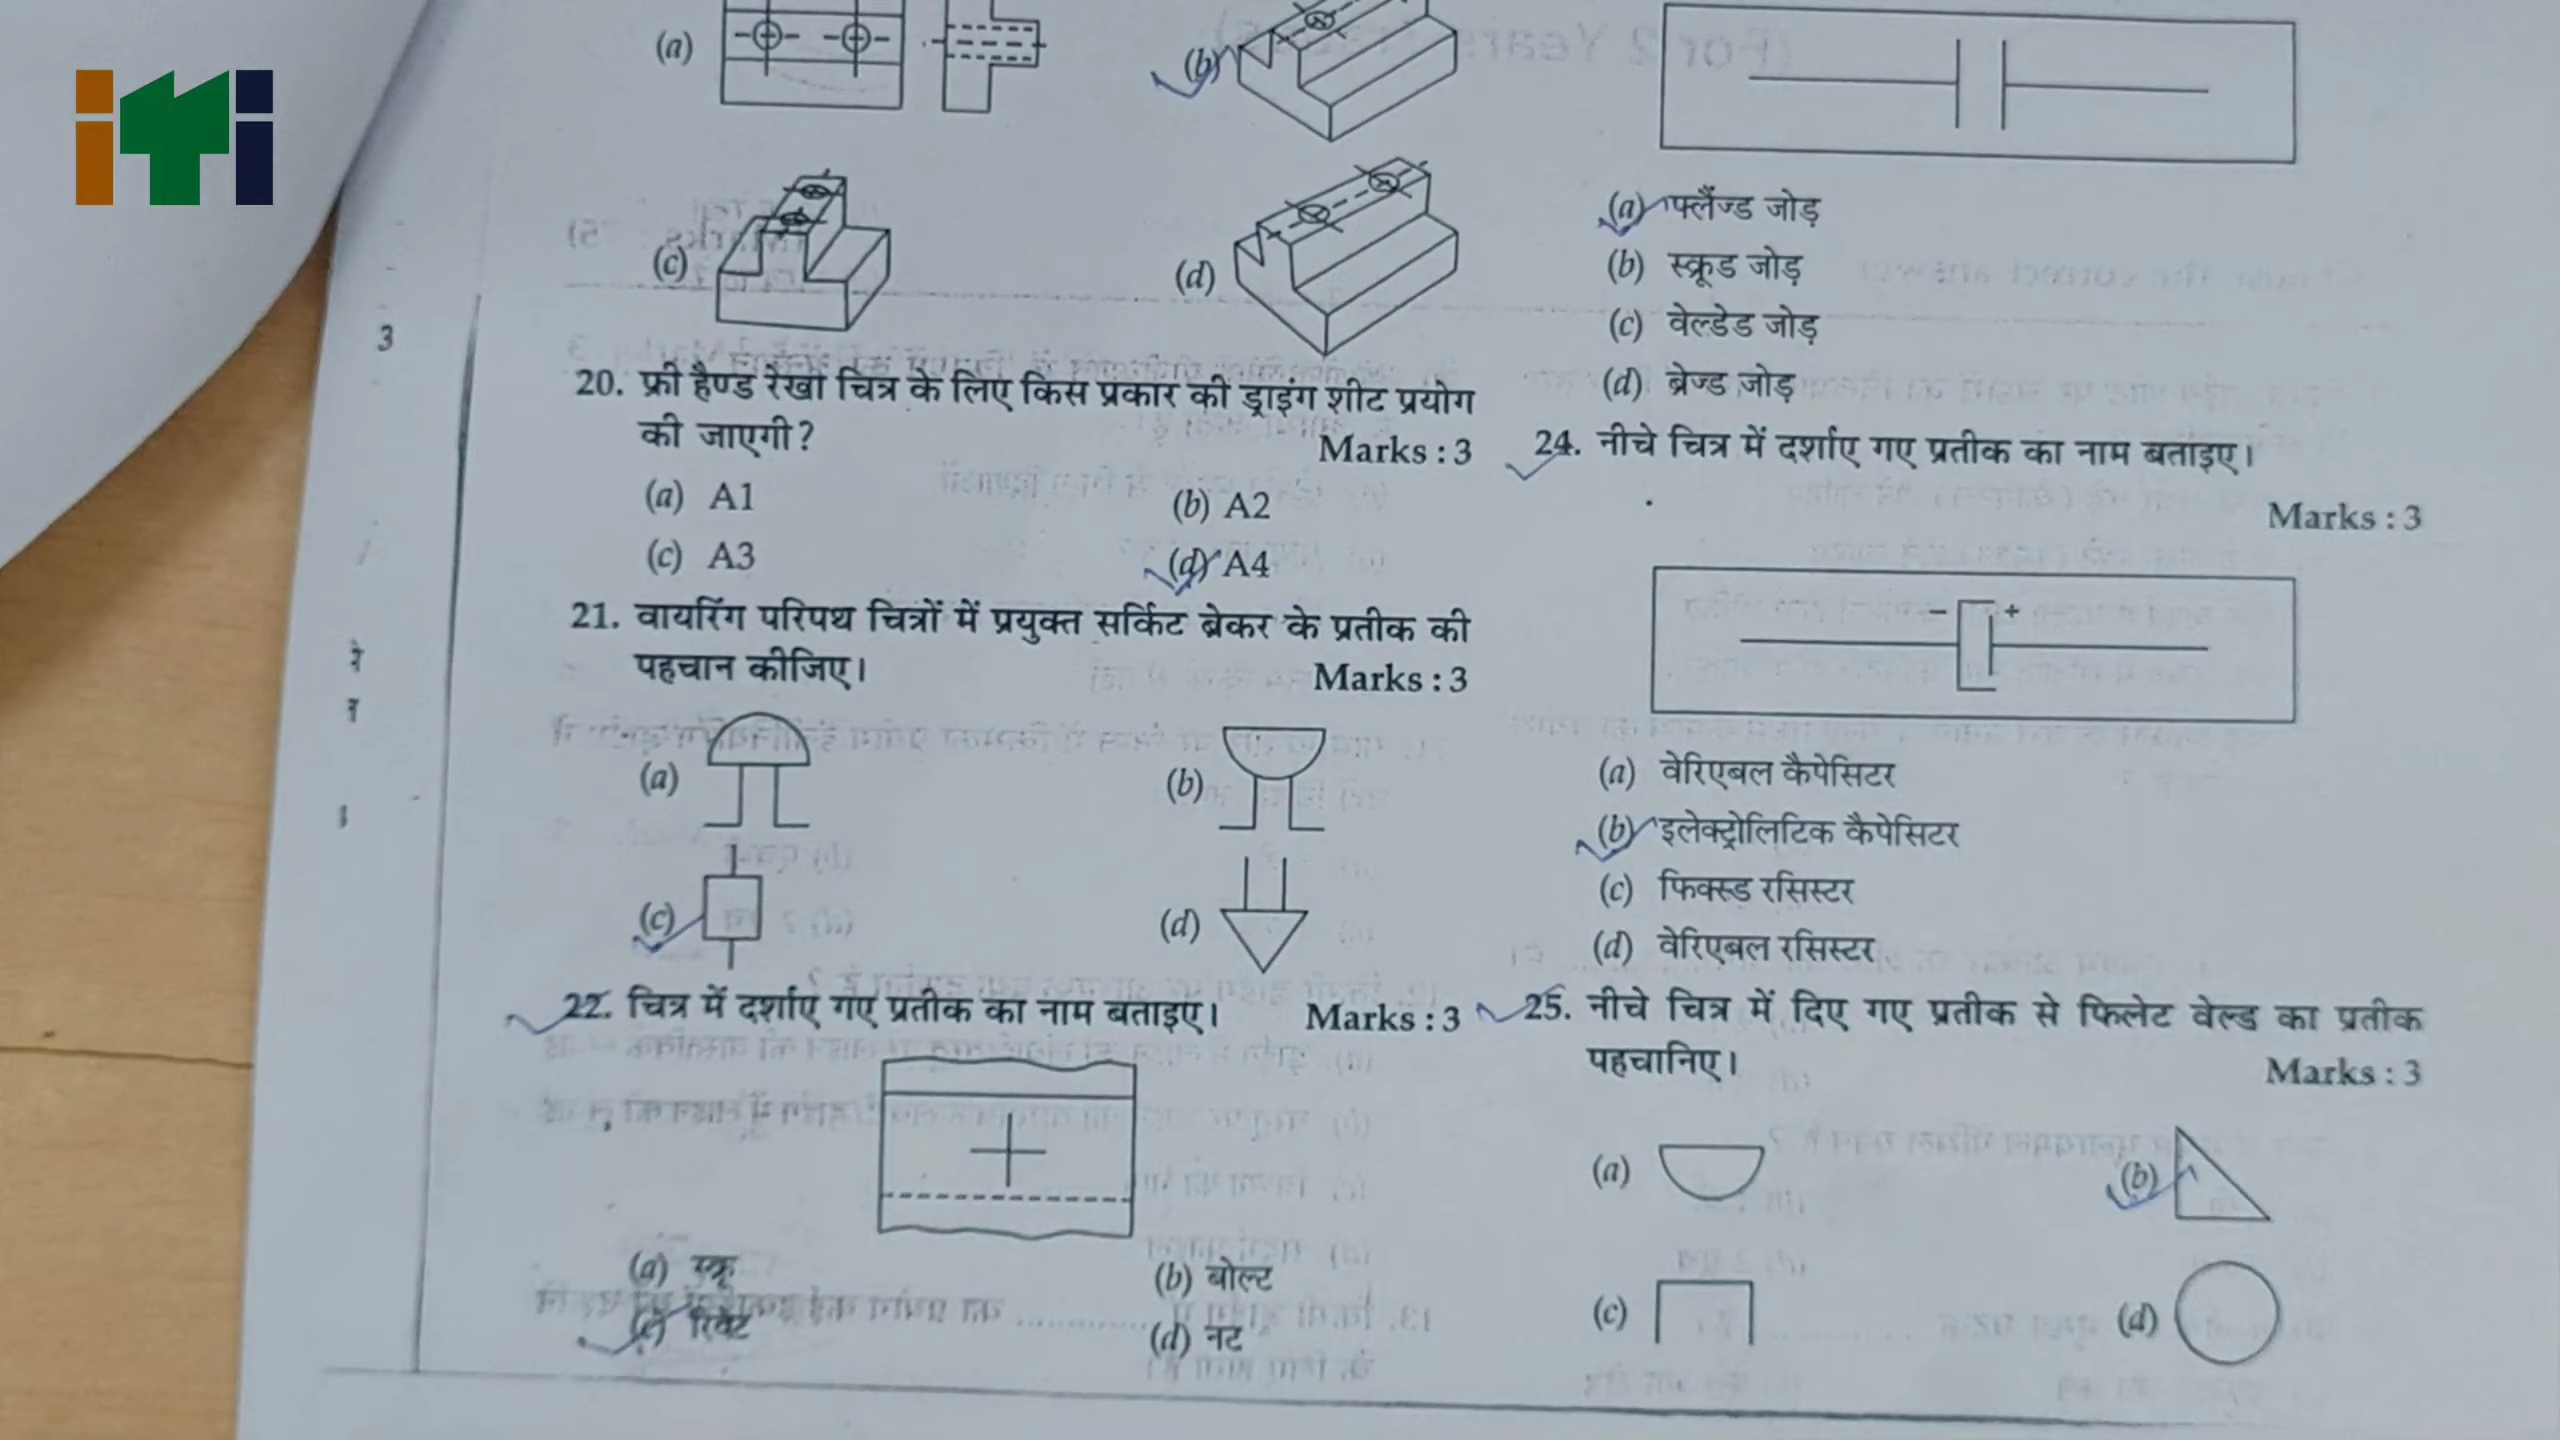 iTi
(a)
(b)
(c)
(d)
3
20. फ्री हैण्ड रेखा चित्र के लिए किस प्रकार की ड्राइंग शीट प्रयोग
की जाएगी? Marks : 3
(a) A1 (b) A2
(c) A3 (d) A4
21. वायरिंग परिपथ चित्रों में प्रयुक्त सर्किट ब्रेकर के प्रतीक की
पहचान कीजिए। Marks : 3
(a) (b)
(c) (d)
22. चित्र में दर्शाए गए प्रतीक का नाम बताइए। Marks : 3
(a) स्क्रू (b) बोल्ट
(c) रिवेट (d) नट
(a) फ्लैंज्ड जोड़
(b) स्क्रूड जोड़
(c) वेल्डेड जोड़
(d) ब्रेज्ड जोड़
24. नीचे चित्र में दर्शाए गए प्रतीक का नाम बताइए।
Marks : 3
- +
(a) वेरिएबल कैपेसिटर
(b) इलेक्ट्रोलिटिक कैपेसिटर
(c) फिक्स्ड रसिस्टर
(d) वेरिएबल रसिस्टर
25. नीचे चित्र में दिए गए प्रतीक से फिलेट वेल्ड का प्रतीक
पहचानिए। Marks : 3
(a) (b)
(c) (d)